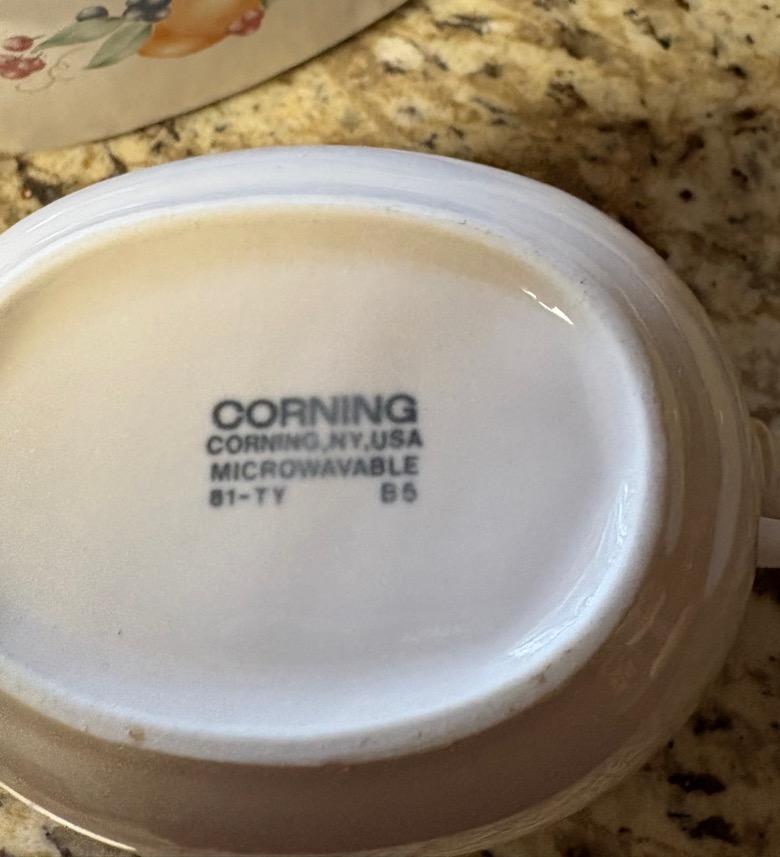 CORNING
CORNING,NY,USA
MICROWAVABLE
81-TY B5